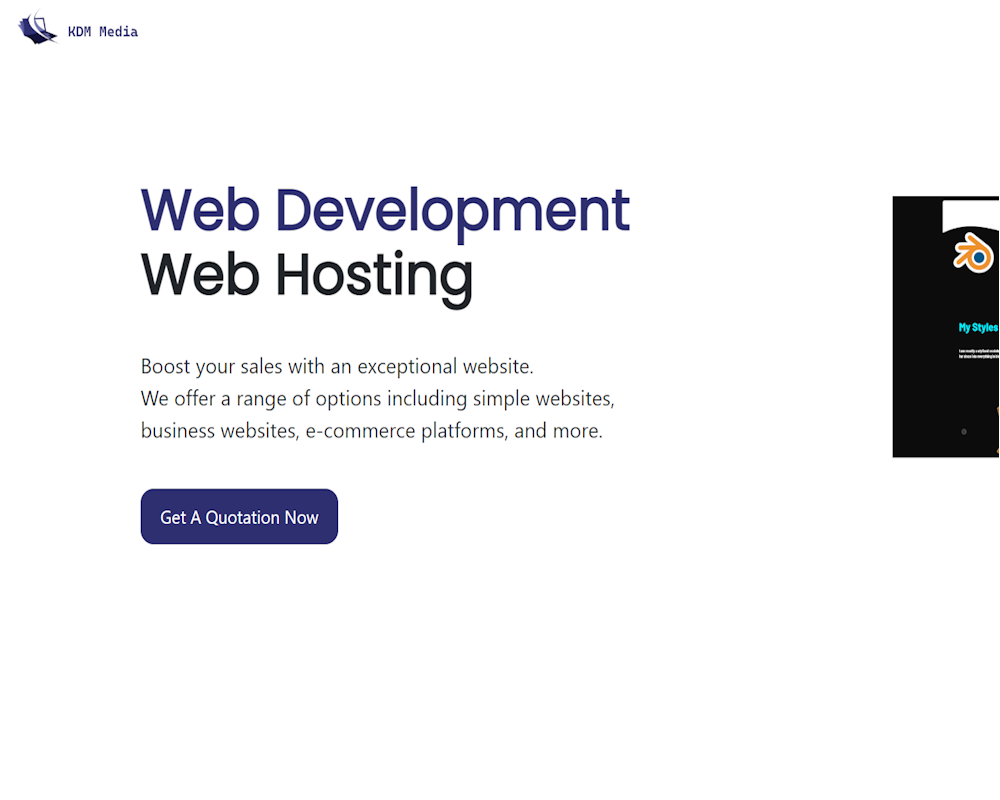 KDM Media
Web Development
Web Hosting
Boost your sales with an exceptional website.
We offer a range of options including simple websites,
business websites, e-commerce platforms, and more.
Get A Quotation Now
My Styles